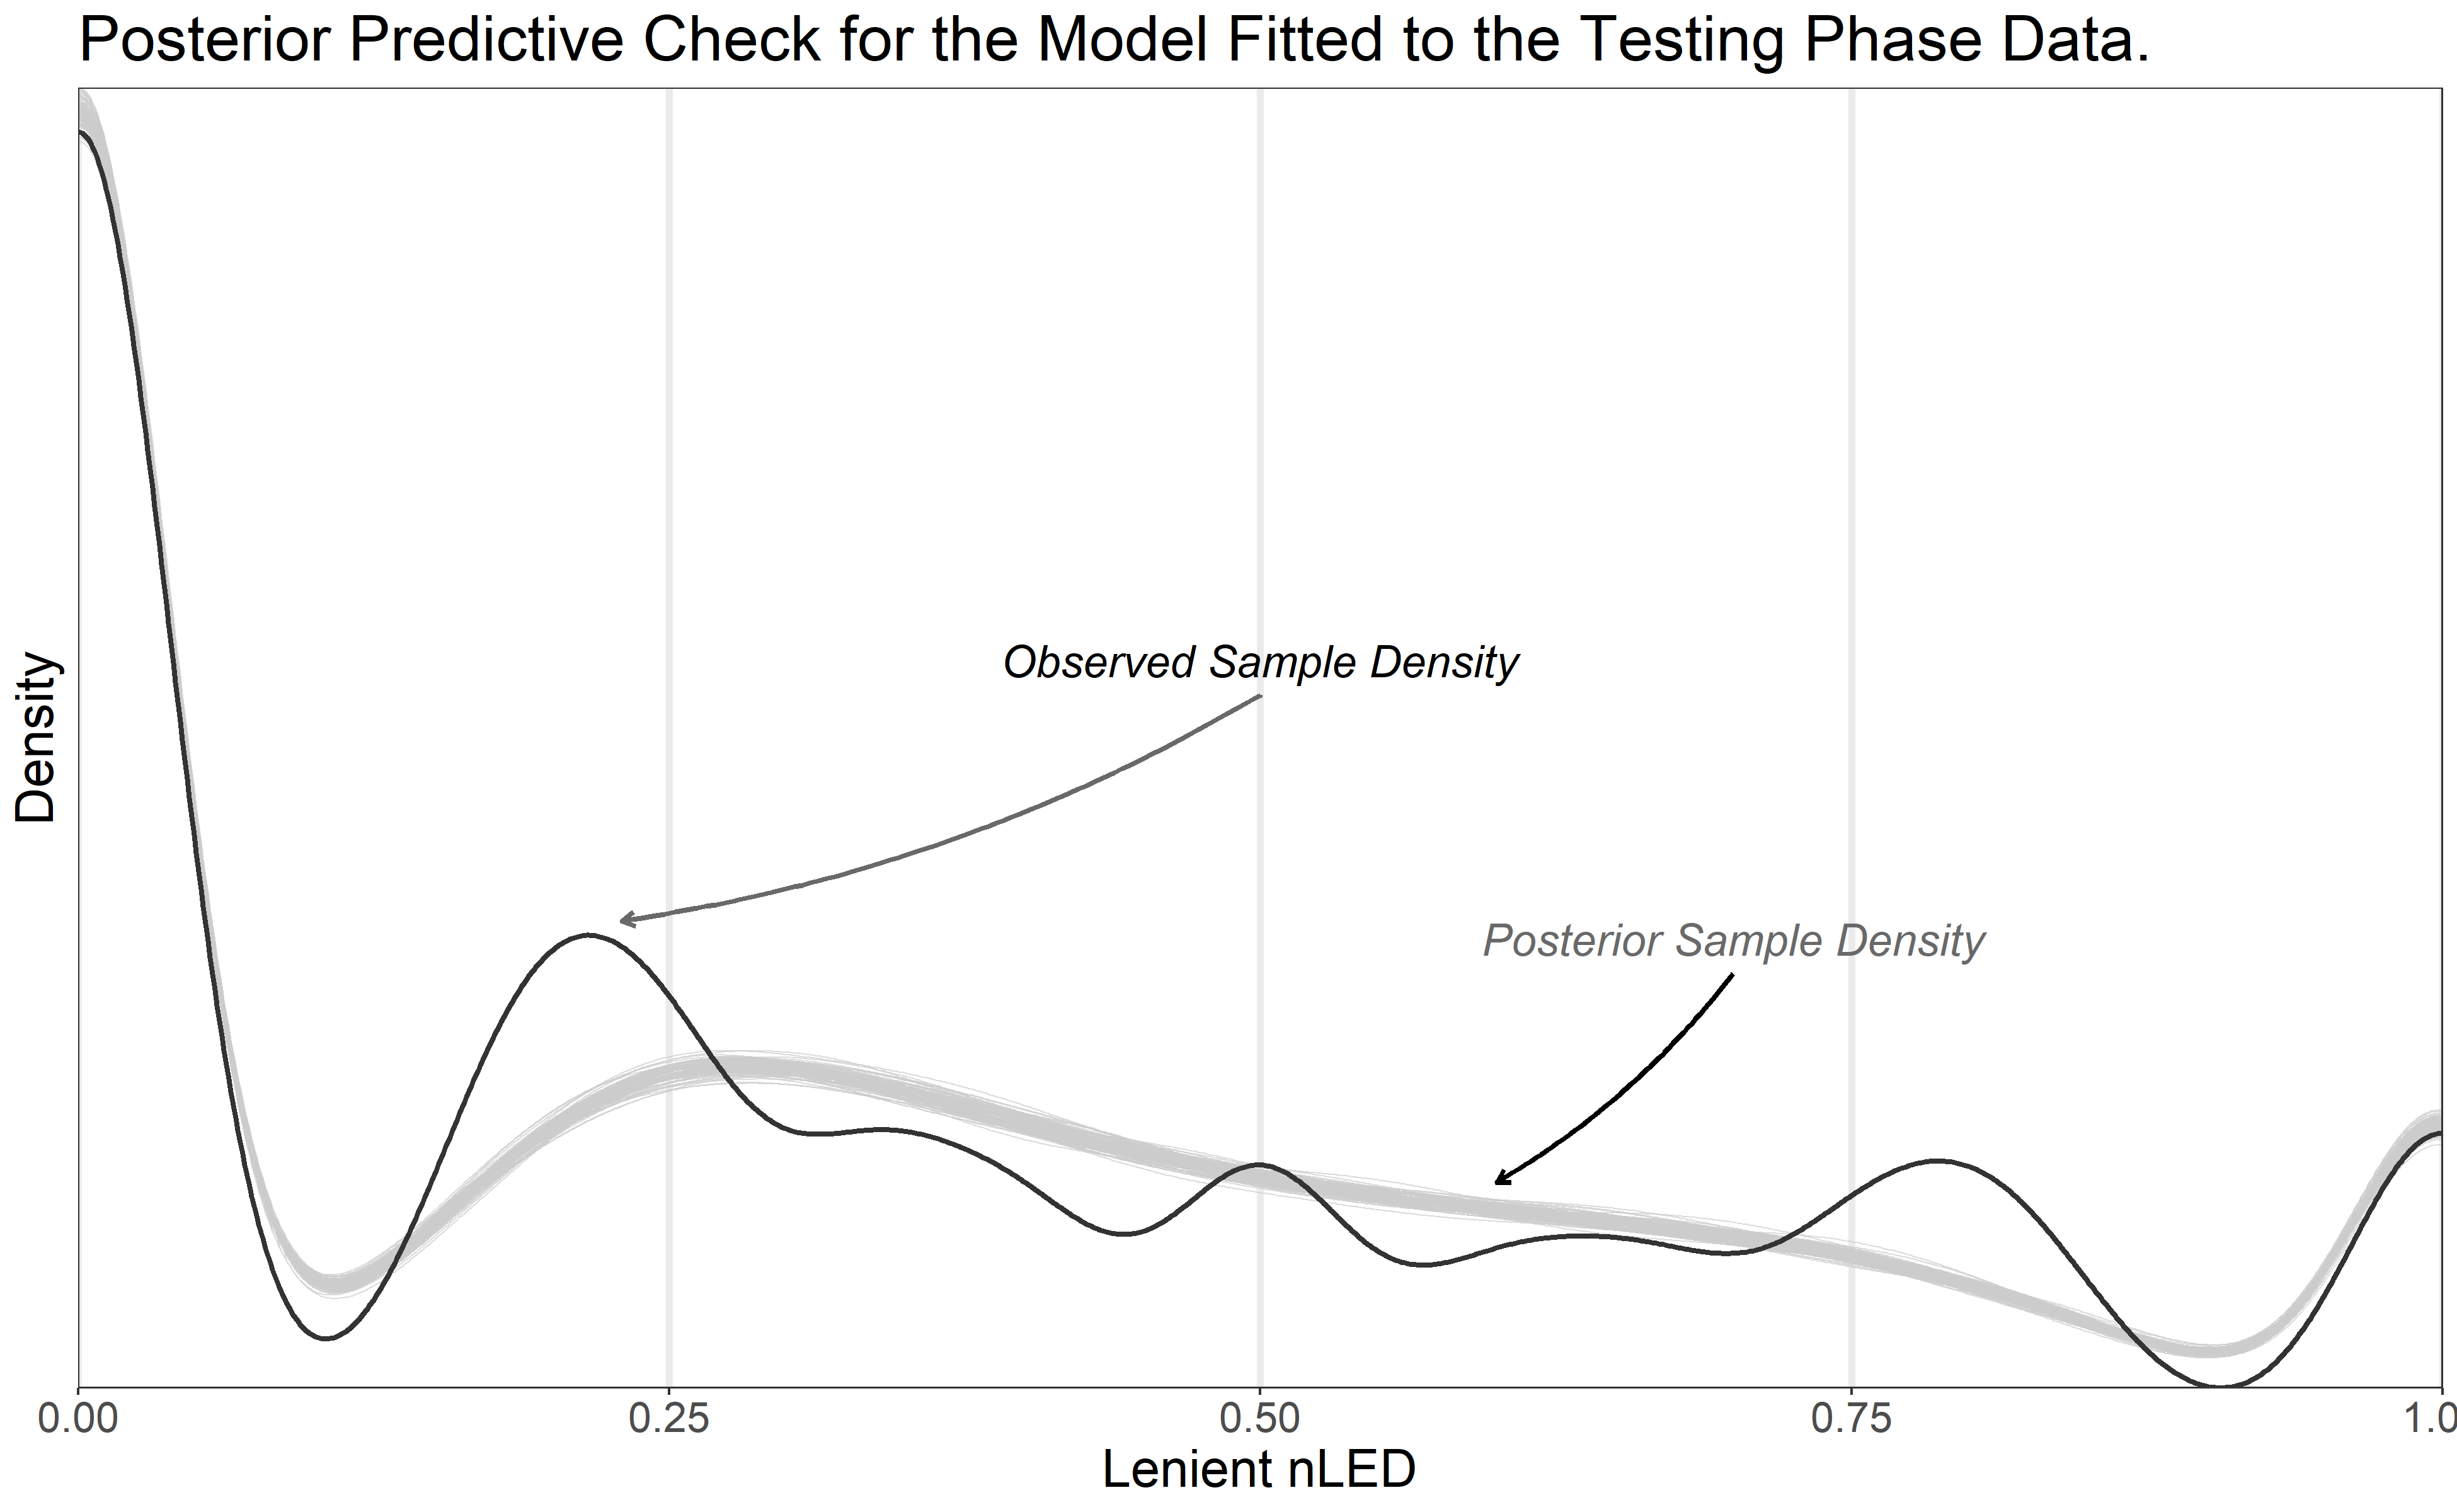 Posterior Predictive Check for the Model Fitted to the Testing Phase Data.
Density
Observed Sample Density
Posterior Sample Density
0.00
0.25
0.50
0.75
1.0
Lenient nLED